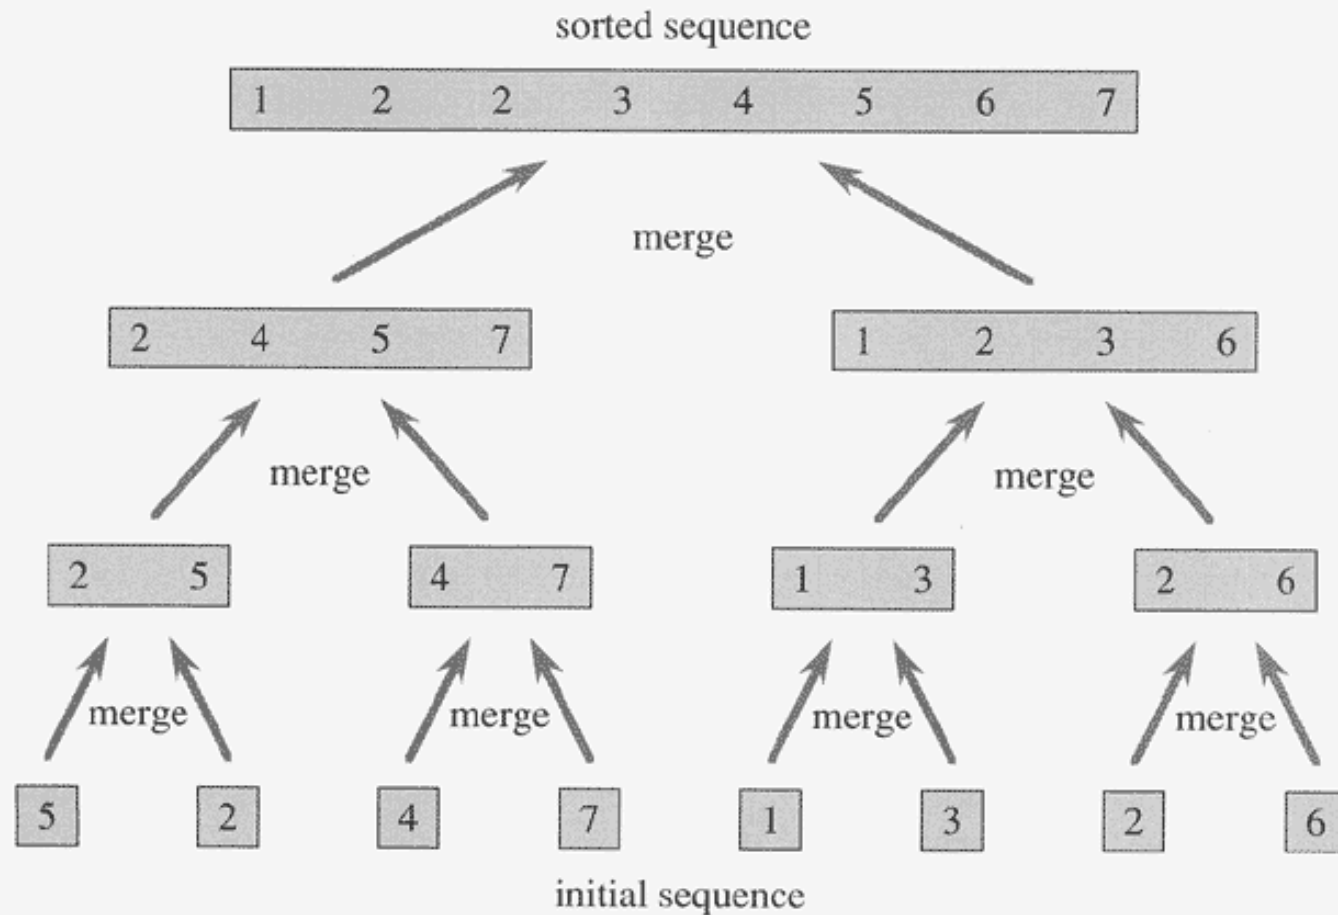 sorted sequence
1 2 2 3 4 5 6 7
merge
2 4 5 7
1 2 3 6
merge
merge
2 5
4 7
1 3
2 6
merge
merge
merge
merge
5
2
4
7
1
3
2
6
initial sequence